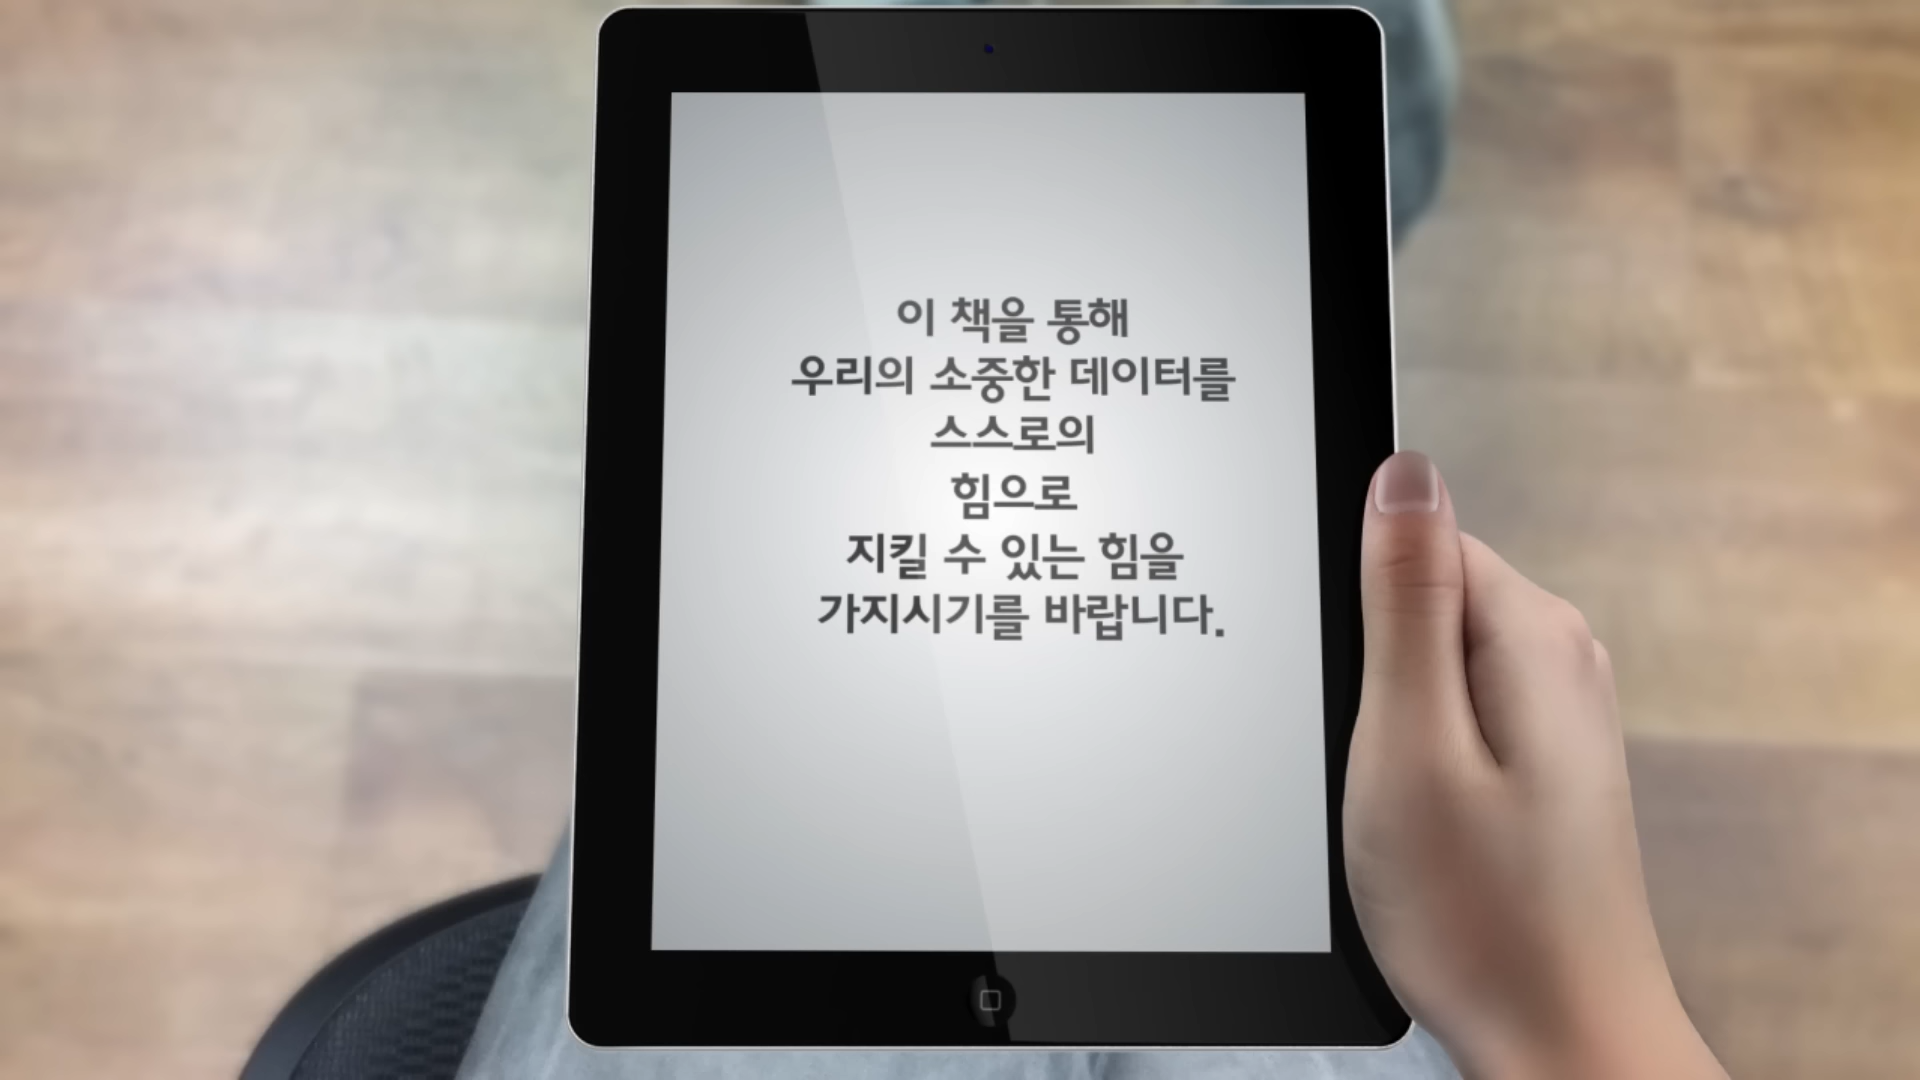 이 책을 통해
우리의 소중한 데이터를
스스로의
힘으로
지킬 수 있는 힘을
가지시기를 바랍니다.